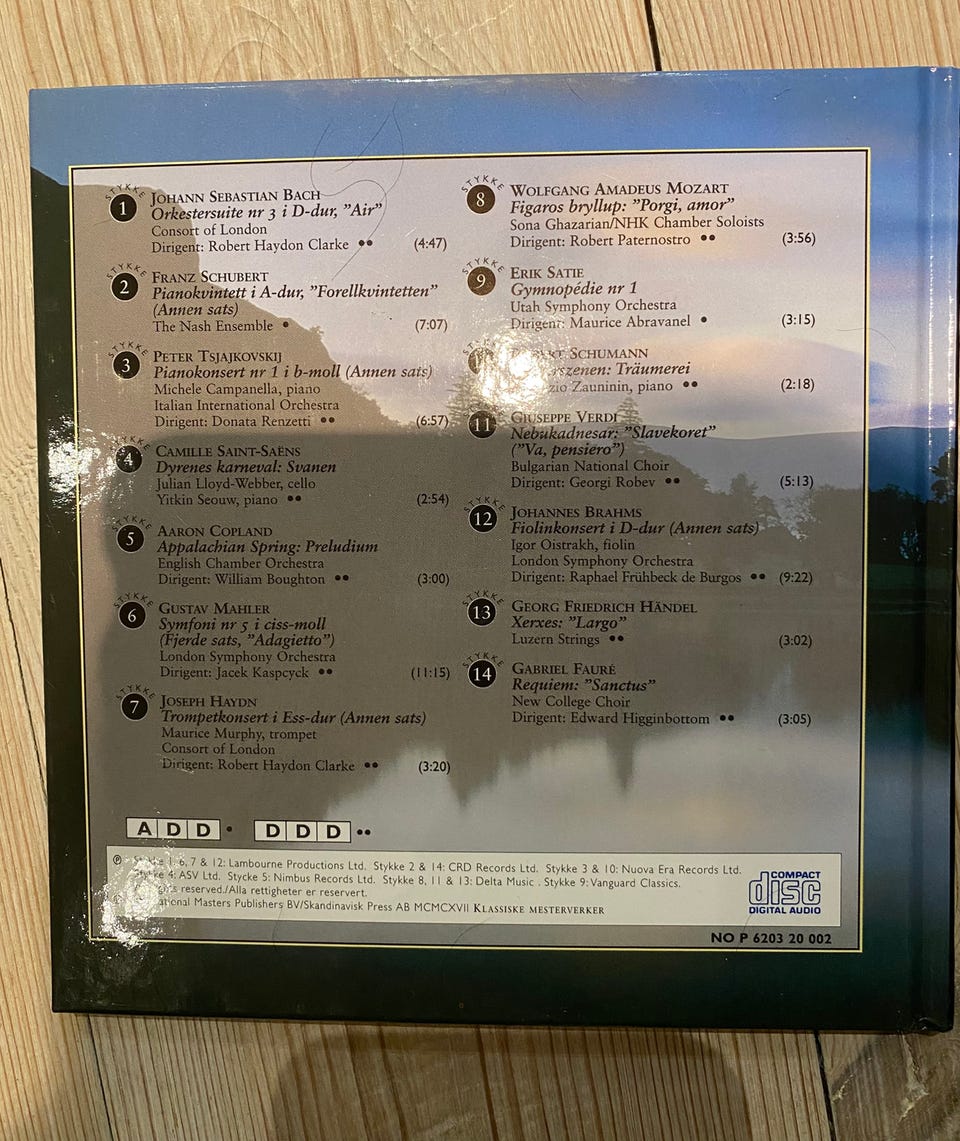 STYKKE
1
JOHANN SEBASTIAN BACH
Orkestersuite nr 3 i D-dur, ”Air”
Consort of London
Dirigent: Robert Haydon Clarke •• (4:47)
STYKKE
2
FRANZ SCHUBERT
Pianokvintett i A-dur, ”Forellkvintetten”
(Annen sats)
The Nash Ensemble • (7:07)
STYKKE
3
PETER TSJAJKOVSKIJ
Pianokonsert nr 1 i b-moll (Annen sats)
Michele Campanella, piano
Italian International Orchestra
Dirigent: Donata Renzetti •• (6:57)
STYKKE
4
CAMILLE SAINT-SAËNS
Dyrenes karneval: Svanen
Julian Lloyd-Webber, cello
Yitkin Seouw, piano •• (2:54)
STYKKE
5
AARON COPLAND
Appalachian Spring: Preludium
English Chamber Orchestra
Dirigent: William Boughton •• (3:00)
STYKKE
6
GUSTAV MAHLER
Symfoni nr 5 i ciss-moll
(Fjerde sats, ”Adagietto”)
London Symphony Orchestra
Dirigent: Jacek Kaspcyck •• (11:15)
STYKKE
7
JOSEPH HAYDN
Trompetkonsert i Ess-dur (Annen sats)
Maurice Murphy, trompet
Consort of London
Dirigent: Robert Haydon Clarke •• (3:20)
STYKKE
8
WOLFGANG AMADEUS MOZART
Figaros bryllup: ”Porgi, amor”
Sona Ghazarian/NHK Chamber Soloists
Dirigent: Robert Paternostro •• (3:56)
STYKKE
9
ERIK SATIE
Gymnopédie nr 1
Utah Symphony Orchestra
Dirigent: Maurice Abravanel • (3:15)
SCHUMANN
Träumerei
Zauninin, piano •• (2:18)
11
GIUSEPPE VERDI
Nebukadnesar: ”Slavekoret”
(”Va, pensiero”)
Bulgarian National Choir
Dirigent: Georgi Robev •• (5:13)
STYKKE
12
JOHANNES BRAHMS
Fiolinkonsert i D-dur (Annen sats)
Igor Oistrakh, fiolin
London Symphony Orchestra
Dirigent: Raphael Frühbeck de Burgos •• (9:22)
STYKKE
13
GEORG FRIEDRICH HÄNDEL
Xerxes: ”Largo”
Luzern Strings •• (3:02)
STYKKE
14
GABRIEL FAURÉ
Requiem: ”Sanctus”
New College Choir
Dirigent: Edward Higginbottom •• (3:05)
ADD • DDD ••
℗ 1, 6, 7 & 12: Lambourne Productions Ltd. Stykke 2 & 14: CRD Records Ltd. Stykke 3 & 10: Nuova Era Records Ltd.
Stykke 4: ASV Ltd. Stycke 5: Nimbus Records Ltd. Stykke 8, 11 & 13: Delta Music . Stykke 9: Vanguard Classics.
reserved./Alla rettigheter er reservert.
Masters Publishers BV/Skandinavisk Press AB MCMCXVII KLASSISKE MESTERVERKER
COMPACT
disc
DIGITAL AUDIO
NO P 6203 20 002